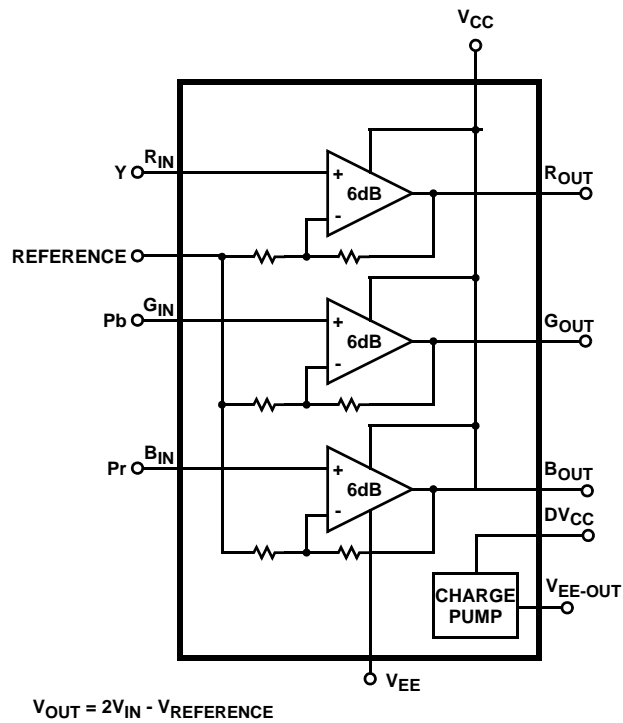 VCC
RIN
Y
+
6dB
-
ROUT
REFERENCE
GIN
Pb
+
6dB
-
GOUT
BIN
Pr
+
6dB
-
BOUT
DVCC
CHARGE
PUMP
VEE-OUT
VEE
VOUT = 2VIN - VREFERENCE